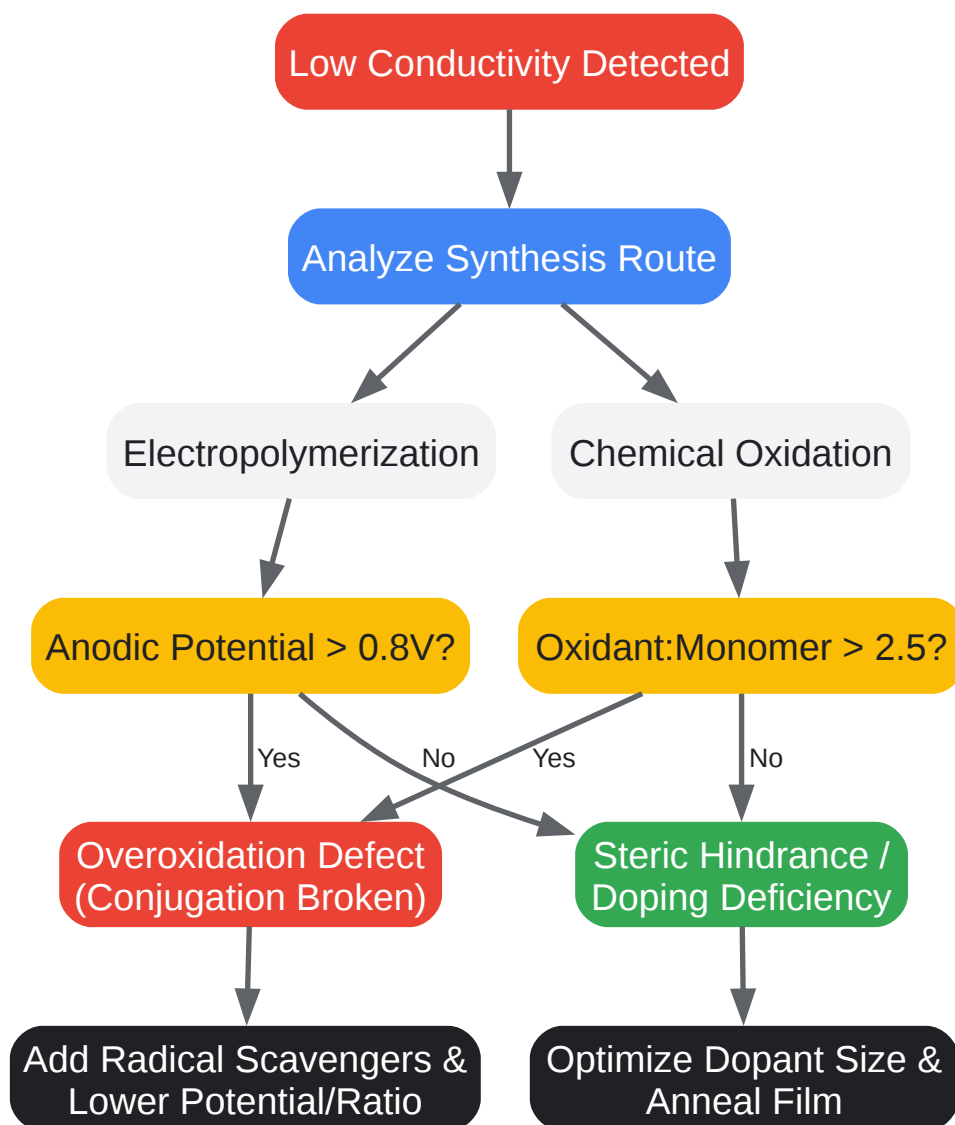 Low Conductivity Detected
Analyze Synthesis Route
Electropolymerization
Chemical Oxidation
Anodic Potential > 0.8V?
Oxidant:Monomer > 2.5?
Yes
No
Yes
No
Overoxidation Defect
(Conjugation Broken)
Steric Hindrance /
Doping Deficiency
Add Radical Scavengers &
Lower Potential/Ratio
Optimize Dopant Size &
Anneal Film